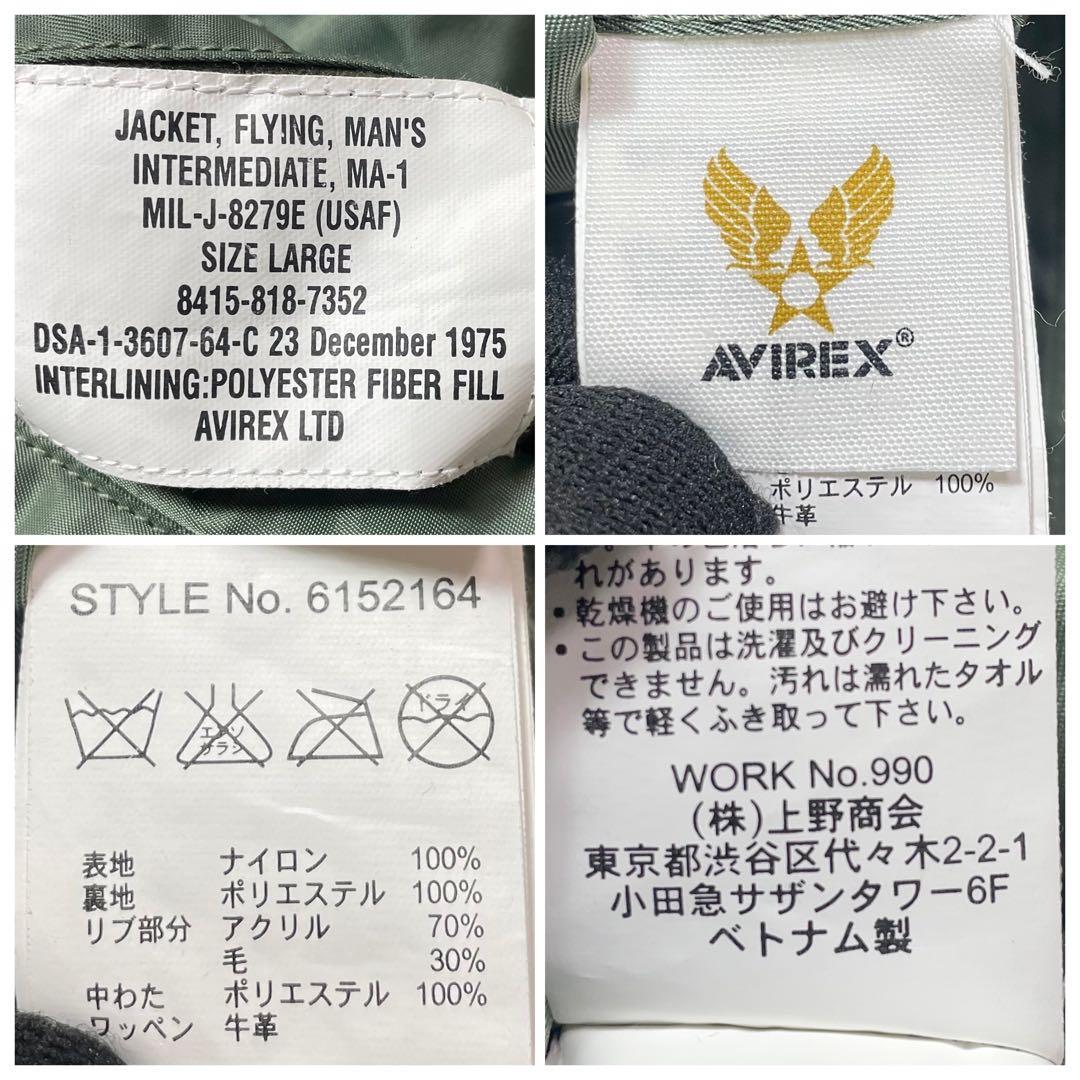 JACKET, FLYING, MAN'S
INTERMEDIATE, MA-1
MIL-J-8279E (USAF)
SIZE LARGE
8415-818-7352
DSA-1-3607-64-C 23 December 1975
INTERLINING:POLYESTER FIBER FILL
AVIREX LTD
AVIREX®
ポリエステル 100%
牛革
STYLE No. 6152164
エンソ
サラシ
ドライ
表地 ナイロン 100%
裏地 ポリエステル 100%
リブ部分 アクリル 70%
毛 30%
中わた ポリエステル 100%
ワッペン 牛革
れがあります。
•乾燥機のご使用はお避け下さい。
•この製品は洗濯及びクリーニング
できません。汚れは濡れたタオル
等で軽くふき取って下さい。
WORK No.990
(株)上野商会
東京都渋谷区代々木2-2-1
小田急サザンタワー6F
ベトナム製